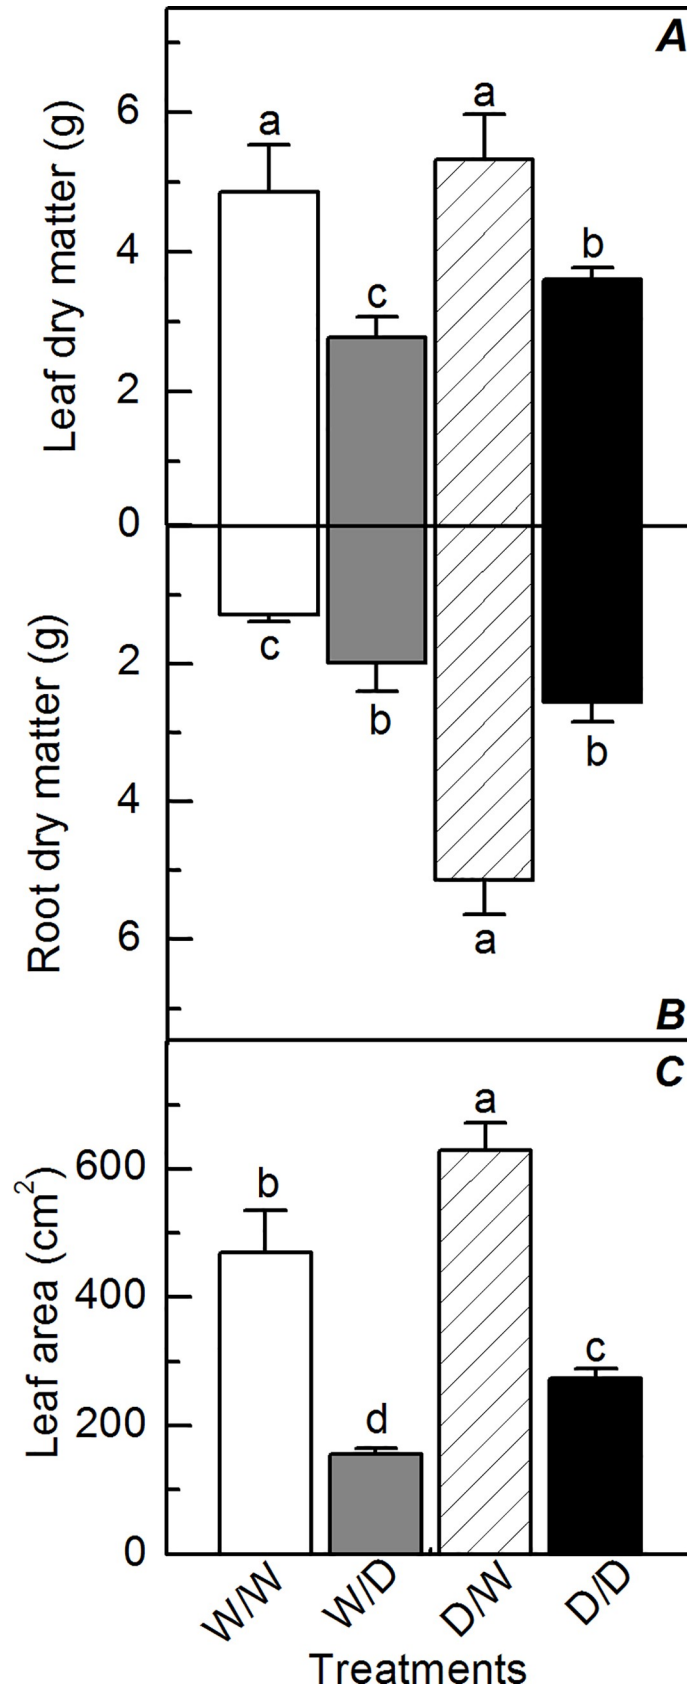 A
Leaf dry matter (g)
6
4
2
0
a
c
a
b
Root dry matter (g)
2
4
6
c
b
a
b
B
C
Leaf area (cm²)
600
400
200
0
b
d
a
c
W/W
W/D
D/W
D/D
Treatments